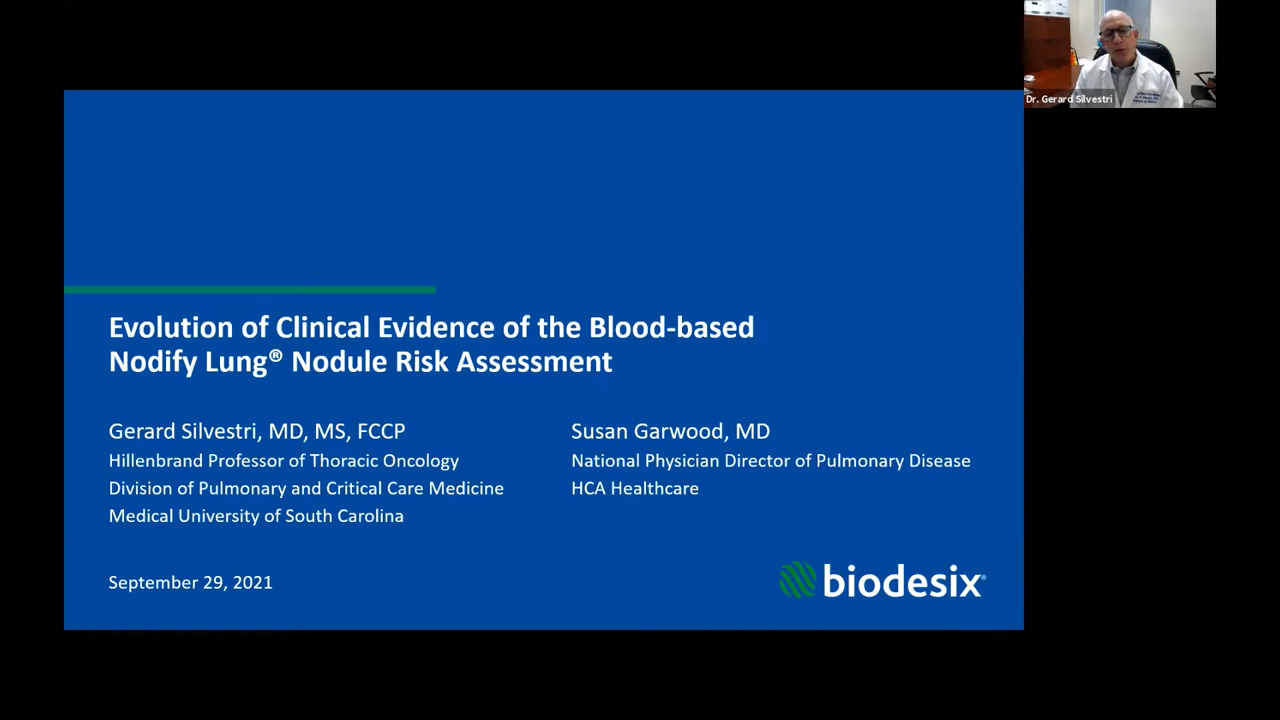 Dr. Gerard Silvestri
Evolution of Clinical Evidence of the Blood-based
Nodify Lung® Nodule Risk Assessment
Gerard Silvestri, MD, MS, FCCP
Hillenbrand Professor of Thoracic Oncology
Division of Pulmonary and Critical Care Medicine
Medical University of South Carolina
Susan Garwood, MD
National Physician Director of Pulmonary Disease
HCA Healthcare
September 29, 2021
biodesix®